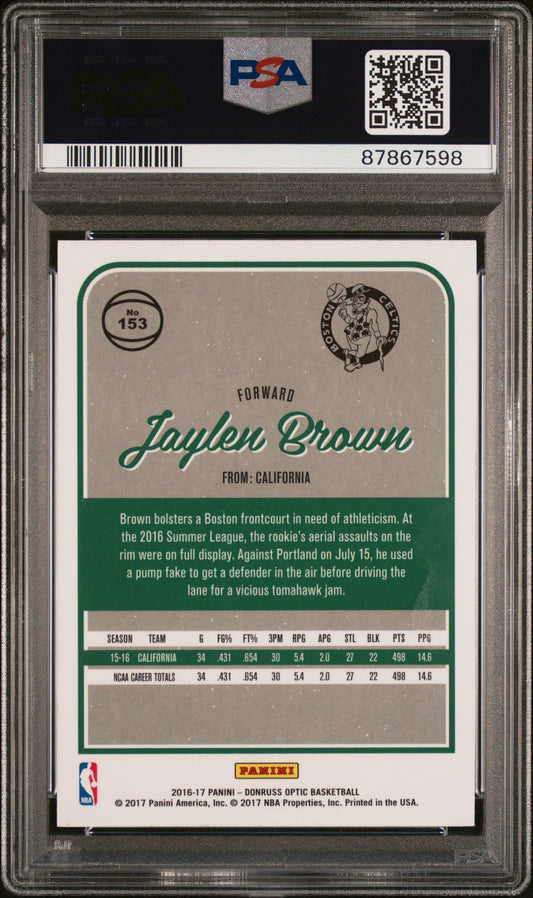 PSA
87867598
No
153
BOSTON CELTICS
FORWARD
Jaylen Brown
FROM: CALIFORNIA
Brown bolsters a Boston frontcourt in need of athleticism. At
the 2016 Summer League, the rookie's aerial assaults on the
rim were on full display. Against Portland on July 15, he used
a pump fake to get a defender in the air before driving the
lane for a vicious tomahawk jam.
SEASON TEAM G FG% FT% 3PM RPG APG STL BLK PTS PPG
15-16 CALIFORNIA 34 .431 .654 30 5.4 2.0 27 22 498 14.6
NCAA CAREER TOTALS 34 .431 .654 30 5.4 2.0 27 22 498 14.6
PANINI
NBA
2016-17 PANINI – DONRUSS OPTIC BASKETBALL
© 2017 Panini America, Inc. © 2017 NBA Properties, Inc. Printed in the USA.
PSA